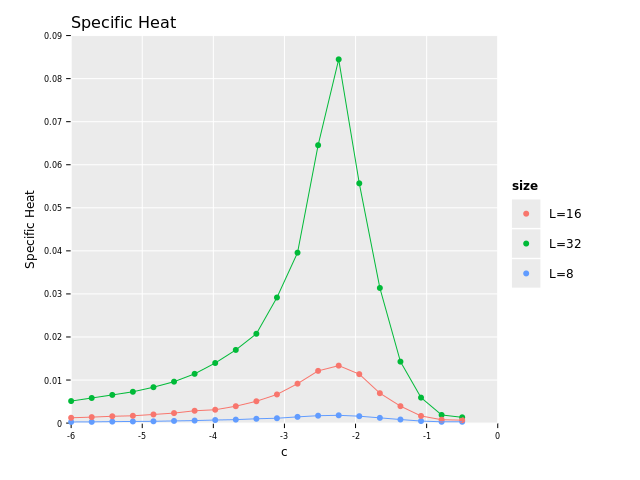 Specific Heat
0.09
0.08
0.07
0.06
0.05
0.04
0.03
0.02
0.01
0
Specific Heat
-6 -5 -4 -3 -2 -1 0
c
size
L=16
L=32
L=8